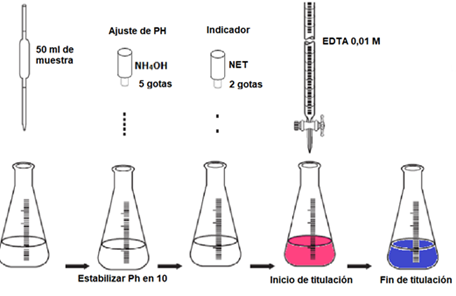 50 ml de
muestra
Ajuste de PH
NH₄OH
5 gotas
Indicador
NET
2 gotas
EDTA 0,01 M
Estabilizar Ph en 10
Inicio de titulación
Fin de titulación